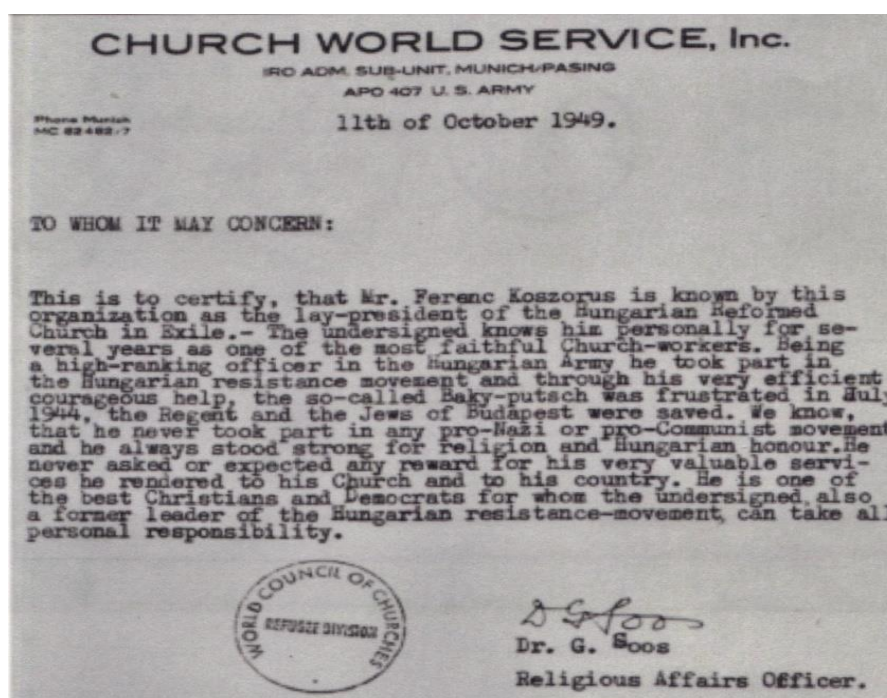 CHURCH WORLD SERVICE, Inc.
IRO ADM. SUB-UNIT, MUNICH/PASING
APO 407 U. S. ARMY
Phone Munich
MC 82482/7
11th of October 1949.
TO WHOM IT MAY CONCERN:
This is to certify, that Mr. Ferenc Koszorus is known by this
organization as the lay-president of the Hungarian Reformed
Church in Exile.- The undersigned knows him personally for se-
veral years as one of the most faithful Church-workers. Being
a high-ranking officer in the Hungarian Army he took part in
the Hungarian resistance movement and through his very efficient
courageous help, the so-called Baky-putsch was frustrated in July
1944, the Regent and the Jews of Budapest were saved. We know,
that he never took part in any pro-Nazi or pro-Communist movement
and he always stood strong for religion and Hungarian honour.He
never asked or expected any reward for his very valuable servi-
ces he rendered to his Church and to his country. He is one of
the best Christians and Democrats for whom the undersigned, also
a former leader of the Hungarian resistance-movement, can take all
personal responsibility.
WORLD COUNCIL OF CHURCHES
REFUGEE DIVISION
D G Soos
Dr. G. Soos
Religious Affairs Officer.